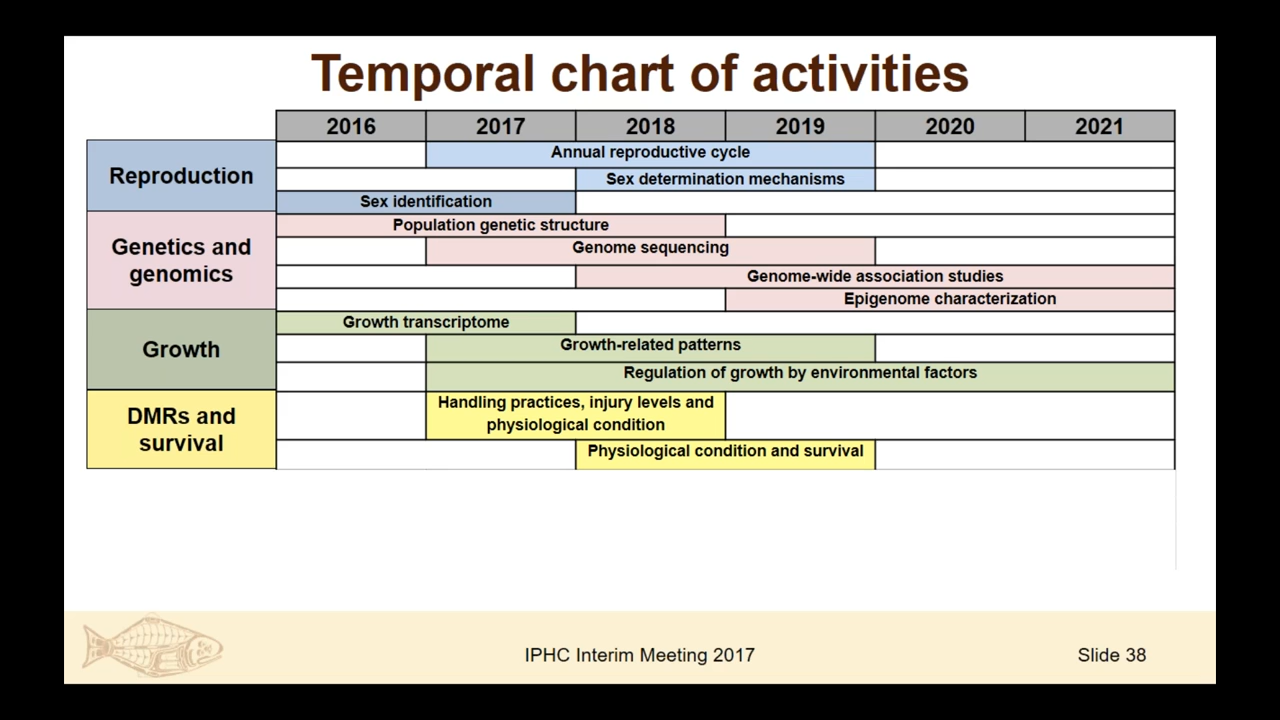 Temporal chart of activities
2016 2017 2018 2019 2020 2021
Reproduction
Annual reproductive cycle
Sex determination mechanisms
Sex identification
Genetics and
genomics
Population genetic structure
Genome sequencing
Genome-wide association studies
Epigenome characterization
Growth
Growth transcriptome
Growth-related patterns
Regulation of growth by environmental factors
DMRs and
survival
Handling practices, injury levels and
physiological condition
Physiological condition and survival
IPHC Interim Meeting 2017
Slide 38